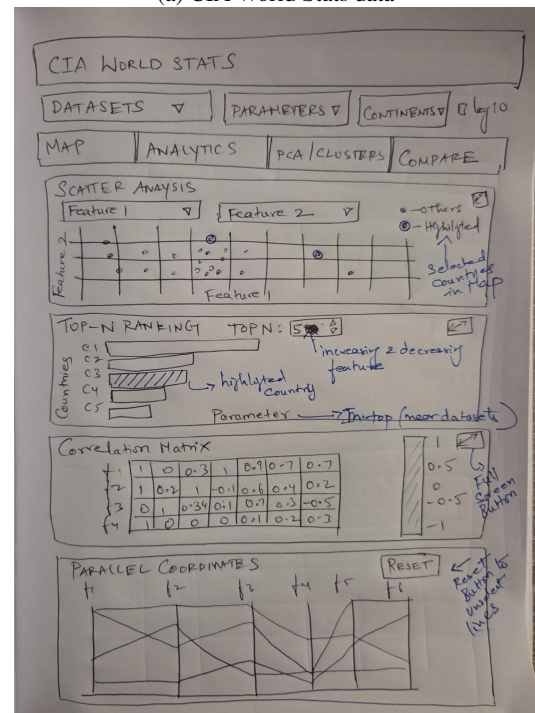 (a) CIA World Stats data
CIA WORLD STATS
DATASETS PARAMETERS CONTINENTS log10
MAP ANALYTICS PCA/CLUSTERS COMPARE
SCATTER ANAYSIS
Feature 1 Feature 2 others
Highlighted
Feature 2
Selected
countries
in Map
Feature 1
TOP-N RANKING TOPN: 5
increasing & decreasing
feature
Countries
C1
C2
C3 highlighted
country
C4
C5
Parameter In top (near datasets)
Correlation Matrix
f1 1 0 0.3 1 0.9 0.7 0.7
f2 1 0.2 1 -0.1 0.6 0.4 0.2
f3 0 1 0.34 0.1 0.7 0.3 -0.5
f4 1 0 0 0 0.1 0.2 0.3
1
0.5
0
-0.5
-1
Full
Screen
Button
PARALLEL COORDINATES RESET
f1 f2 f3 f4 f5 f6
Reset
Button to
unselect
lines